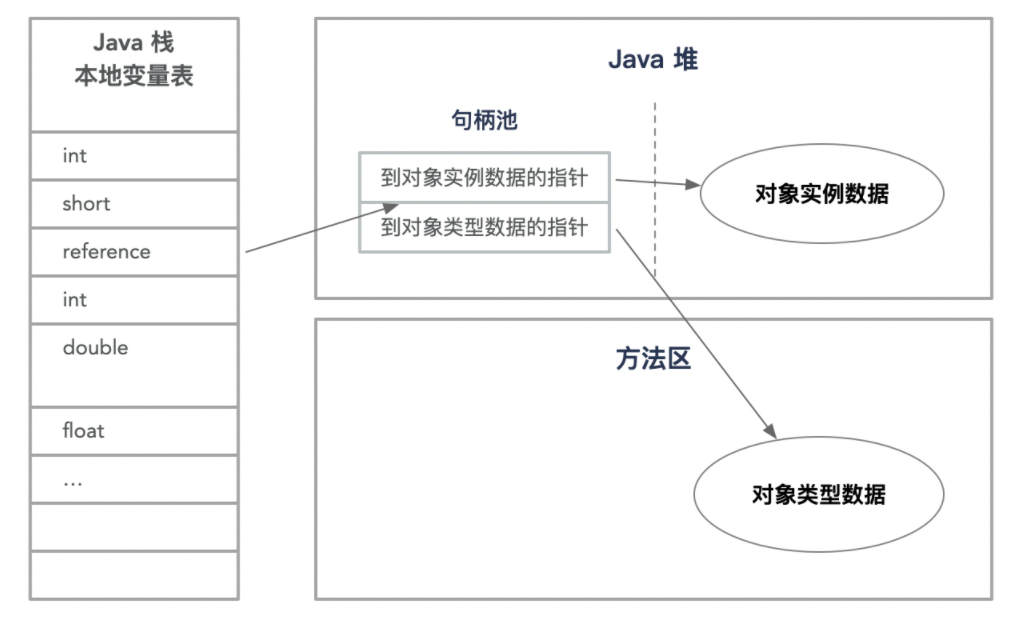 Java 栈
本地变量表
int
short
reference
int
double
float
...
Java 堆
句柄池
到对象实例数据的指针
到对象类型数据的指针
对象实例数据
方法区
对象类型数据